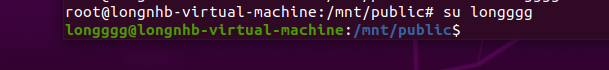 root@longnhb-virtual-machine:/mnt/public# su longggg
longggg@longnhb-virtual-machine:/mnt/public$